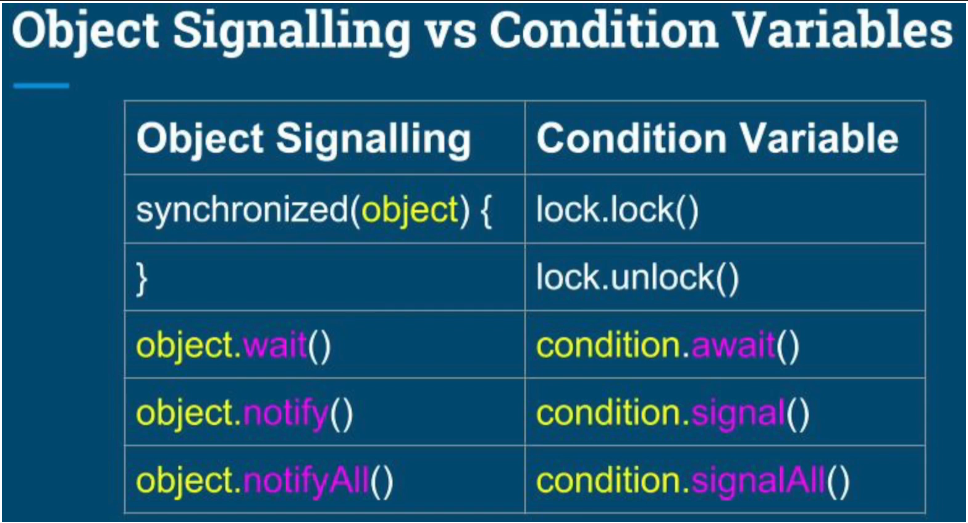 Object Signalling vs Condition Variables
Object Signalling Condition Variable
synchronized(object) { lock.lock()
} lock.unlock()
object.wait() condition.await()
object.notify() condition.signal()
object.notifyAll() condition.signalAll()